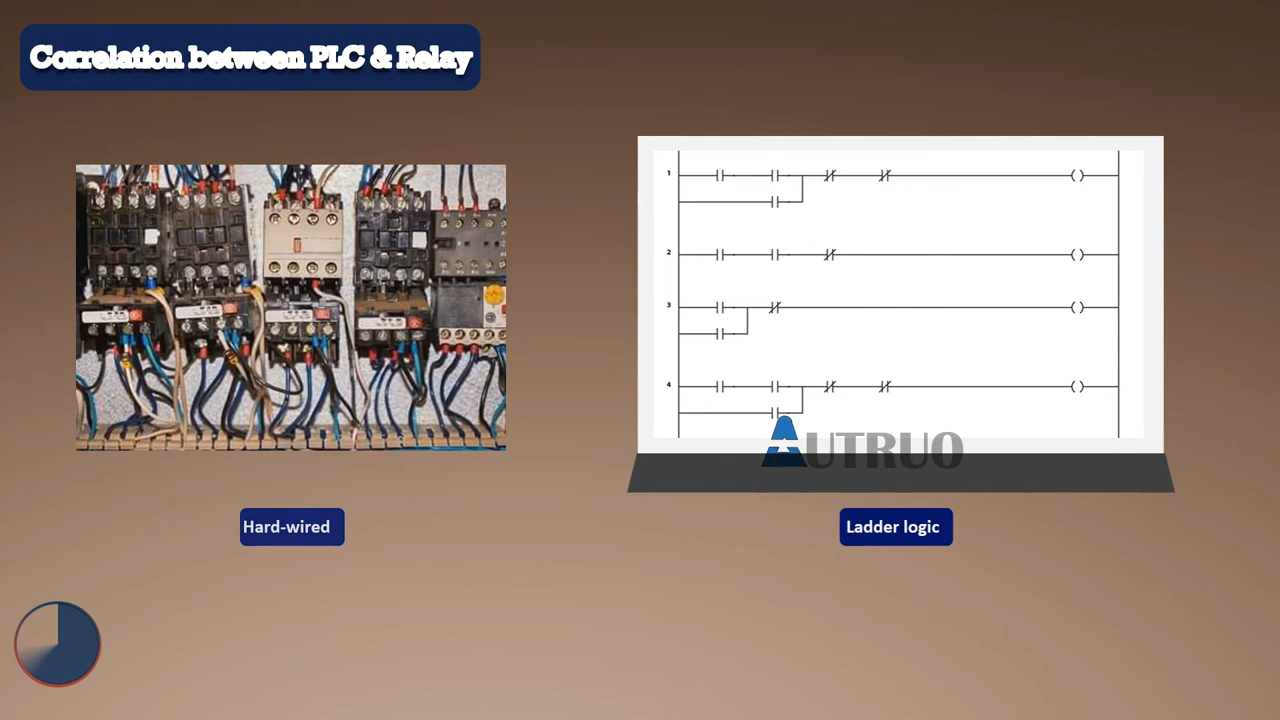 Correlation between PLC & Relay
1
2
3
4
AUTRUO
Hard-wired
Ladder logic